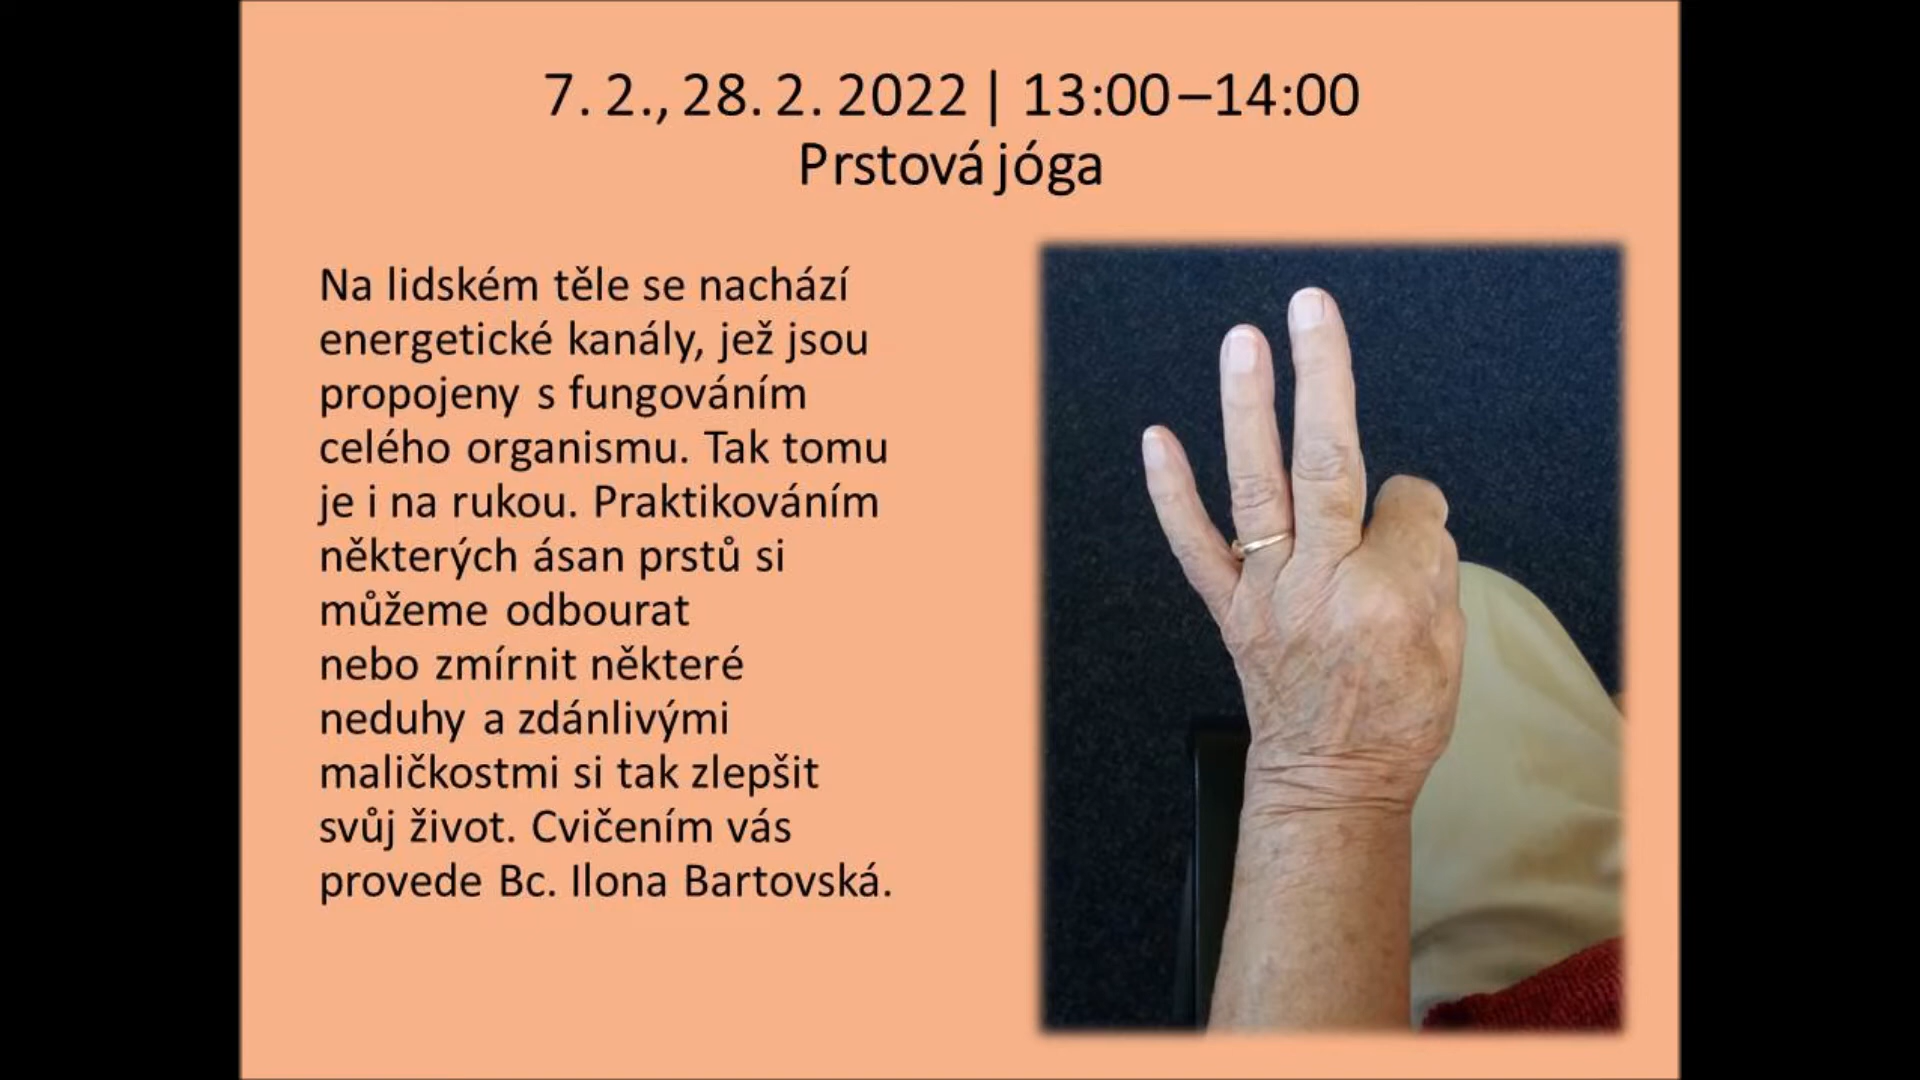 7. 2., 28. 2. 2022 | 13:00–14:00
Prstová jóga
Na lidském těle se nachází
energetické kanály, jež jsou
propojeny s fungováním
celého organismu. Tak tomu
je i na rukou. Praktikováním
některých ásan prstů si
můžeme odbourat
nebo zmírnit některé
neduhy a zdánlivými
maličkostmi si tak zlepšit
svůj život. Cvičením vás
provede Bc. Ilona Bartovská.